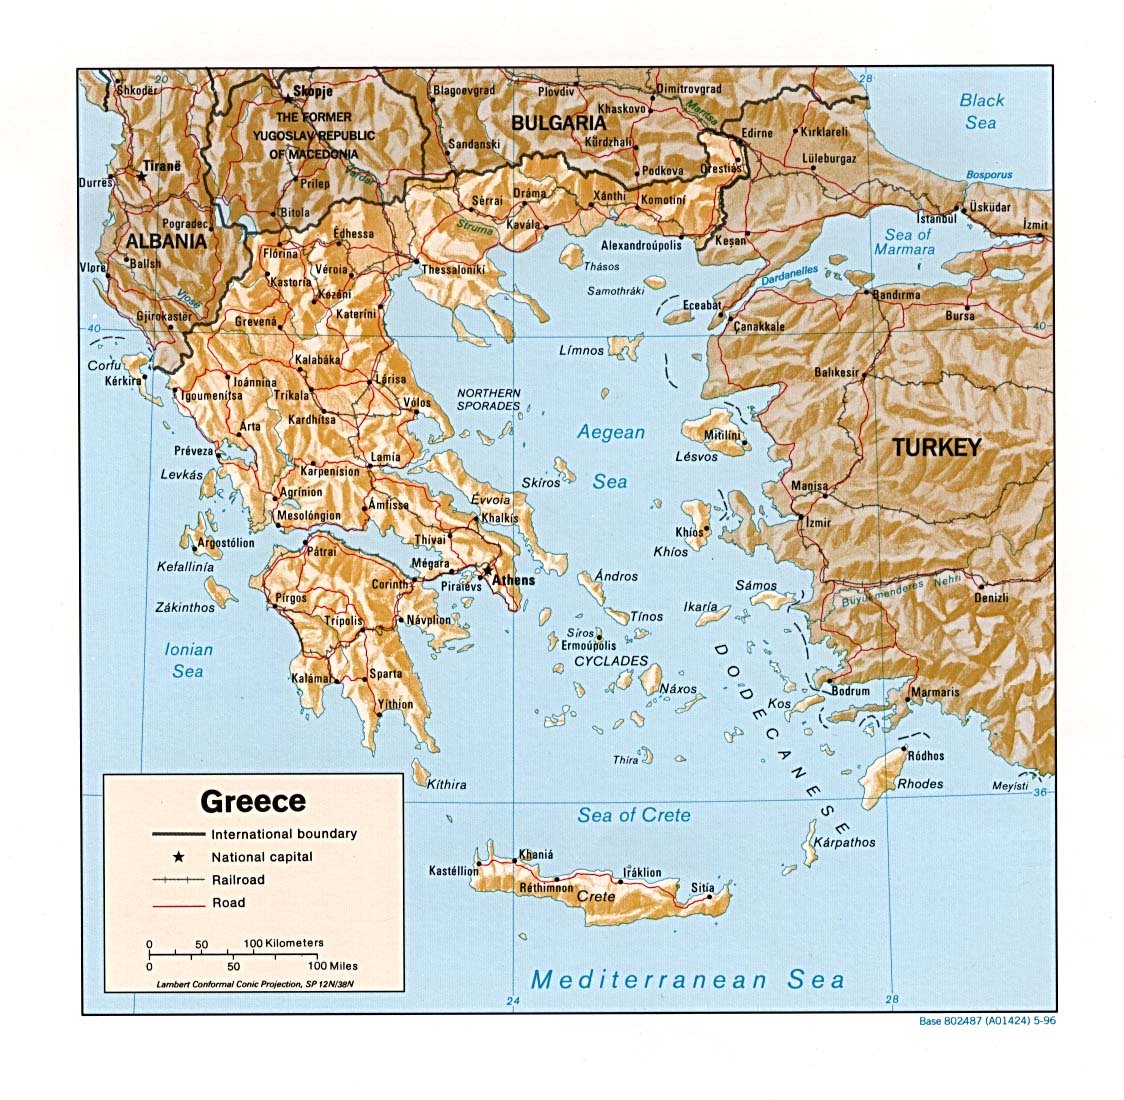 20
28
Shkodër
Skopje
THE FORMER
YUGOSLAV REPUBLIC
OF MACEDONIA
Blagoevgrad
Plovdiv
Dimitrovgrad
Khaskovo
Maritsa
BULGARIA
Black
Sea
Edirne
Kırklareli
Sandanski
Kŭrdzhali
Tiranë
Lüleburgaz
Orestiás
Podkova
Durrës
Prilep
Vardar
Bosporus
Dráma
Xánthi
Komotiní
Sérrai
Üsküdar
İstanbul
İzmit
Bitola
Pogradec
Kavála
Struma
Édhessa
Alexandroúpolis
Keşan
Sea of
Marmara
ALBANIA
Flórina
Ballsh
Vlorë
Véroia
Thessaloníki
Thásos
Dardanelles
Kastoría
Samothráki
Bandırma
Vjosë
Kozáni
Eceabat
Gjirokastër
Kateríni
Bursa
Grevená
Çanakkale
40
40
Corfu
Kérkira
Límnos
Kalabáka
Ioánnina
Lárisa
Balıkesir
Igoumenítsa
Tríkala
NORTHERN
SPORADES
Vólos
Kardhítsa
Árta
Aegean
Sea
Mitilíni
Lésvos
TURKEY
Préveza
Lamía
Levkás
Karpenísion
Skíros
Manisa
Agrínion
Évvoia
Ámfissa
Mesolóngion
Khalkís
İzmir
Khíos
Khíos
Argostólion
Thívai
Pátrai
Kefallinía
Mégara
Athens
Ándros
Corinth
Piraiévs
Sámos
Büyükmenderes Nehri
Denizli
Pírgos
Zákinthos
Ikaría
Tínos
Trípolis
Návplion
Síros
Ermoúpolis
Ionian
Sea
CYCLADES
Kalámai
Sparta
Náxos
Bodrum
Marmaris
Kos
Yíthion
DODECANESE
Thíra
Ródhos
Kíthira
Rhodes
Meyísti
36
Sea of Crete
Kárpathos
Khaniá
Kastéllion
Réthimnon
Iráklion
Sitía
Crete
Greece
International boundary
National capital
Railroad
Road
0 50 100 Kilometers
0 50 100 Miles
Lambert Conformal Conic Projection, SP 12N/38N
Mediterranean Sea
24
28
Base 802487 (A01424) 5-96